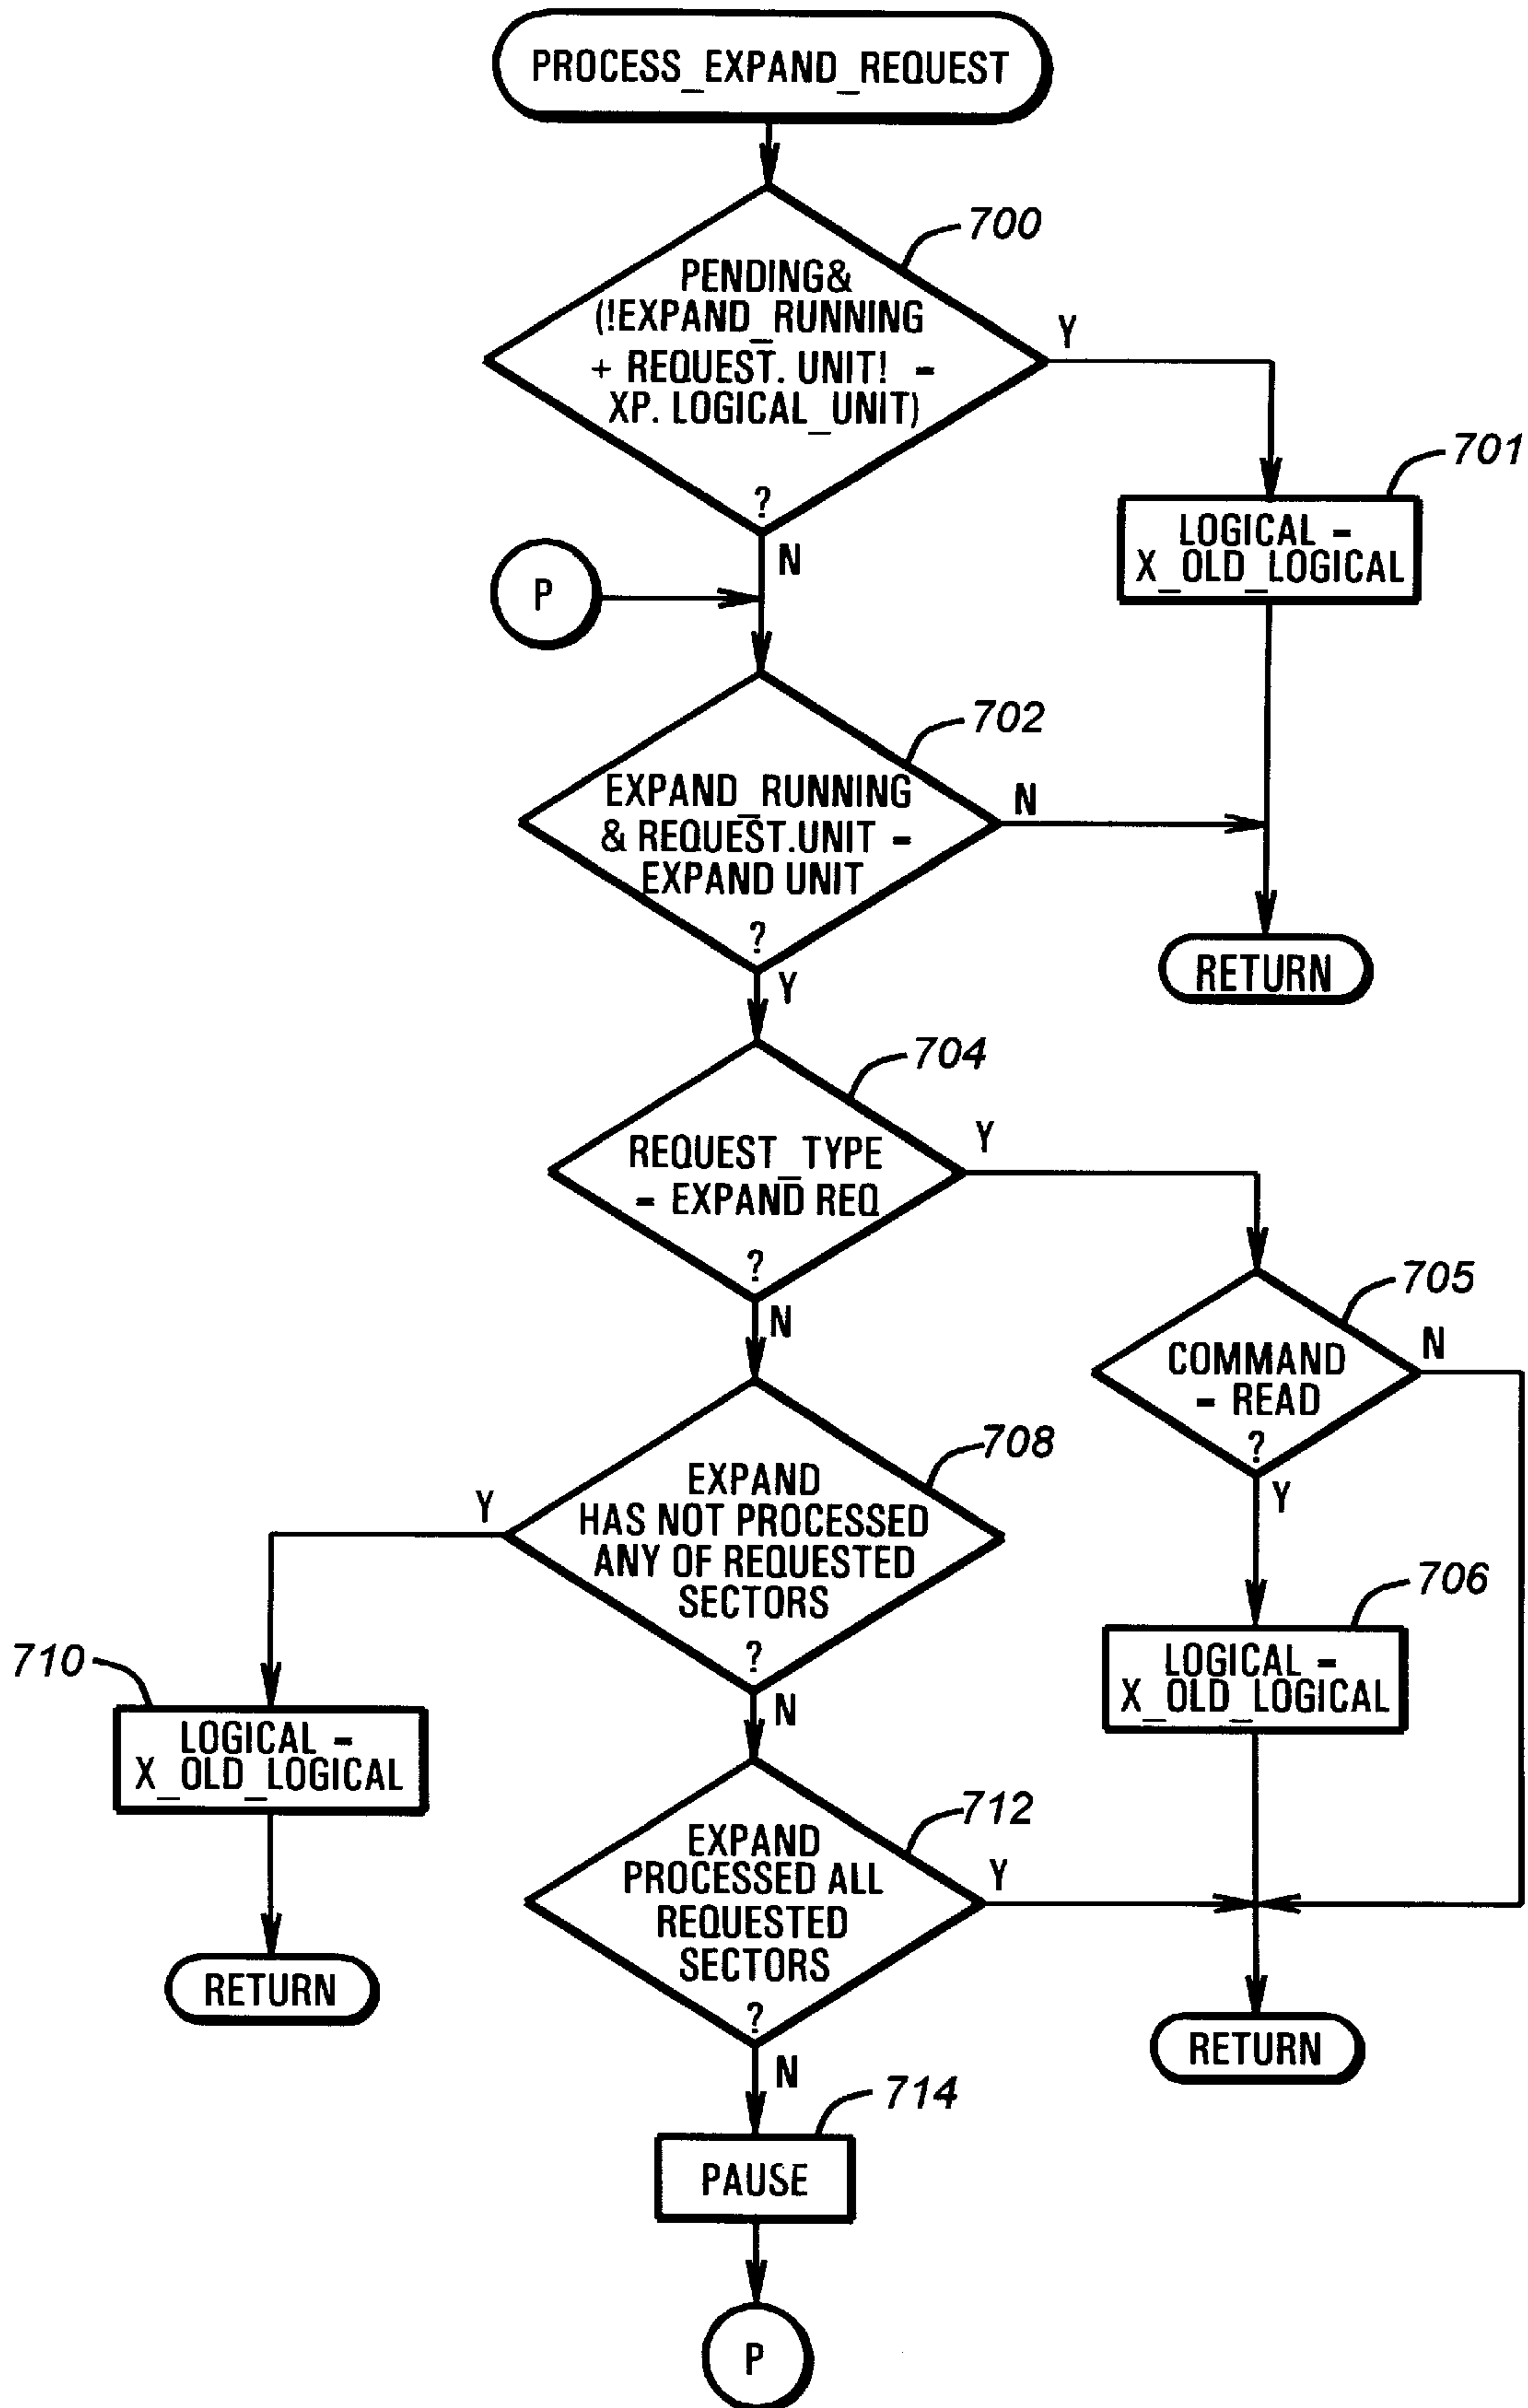 PROCESS_EXPAND_REQUEST
700
PENDING&
(!EXPAND_RUNNING
+ REQUEST. UNIT! =
XP. LOGICAL_UNIT)
?
Y
N
701
LOGICAL =
X_OLD_LOGICAL
P
702
EXPAND_RUNNING
& REQUEST.UNIT =
EXPAND UNIT
?
N
Y
RETURN
704
REQUEST_TYPE
= EXPAND REQ
?
Y
N
705
COMMAND
= READ
?
N
Y
708
EXPAND
HAS NOT PROCESSED
ANY OF REQUESTED
SECTORS
?
Y
N
706
LOGICAL =
X_OLD_LOGICAL
710
LOGICAL =
X_OLD_LOGICAL
RETURN
712
EXPAND
PROCESSED ALL
REQUESTED
SECTORS
?
Y
N
RETURN
714
PAUSE
P